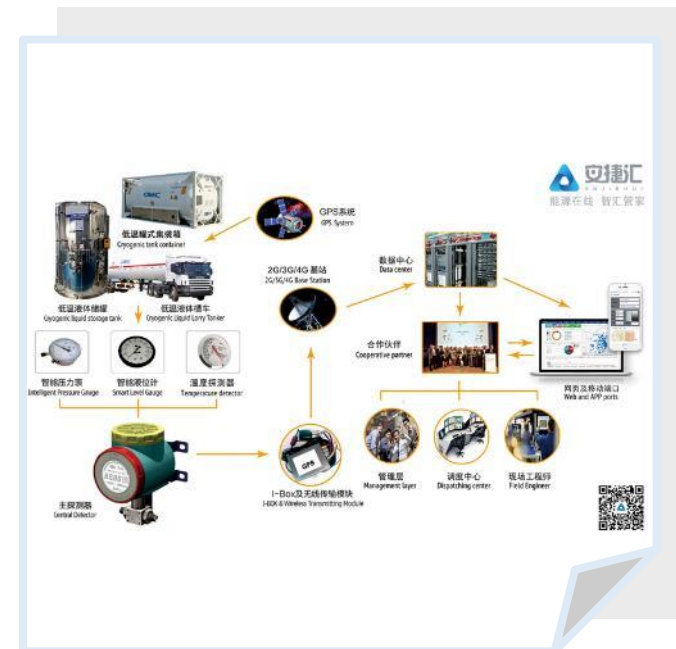 安捷汇
ANJIEHUI
能源在线 智汇管家
低温罐式集装箱
Cryogenic tank container
GPS系统
GPS System
2G/3G/4G 基站
2G/3G/4G Base Station
数据中心
Data center
低温液体储罐
Cryogenic liquid storage tank
低温液体槽车
Cryogenic Liquid Lorry Tanker
合作伙伴
Cooperative partner
智能压力表
Intelligent Pressure Gauge
智能液位计
Smart Level Gauge
温度探测器
Temperature detector
网页及移动端口
Web and APP ports
GPS
管理层
Management layer
调度中心
Dispatching center
现场工程师
Field Engineer
I-Box及无线传输模块
I-BOX & Wireless Transmitting Module
主探测器
Central Detector